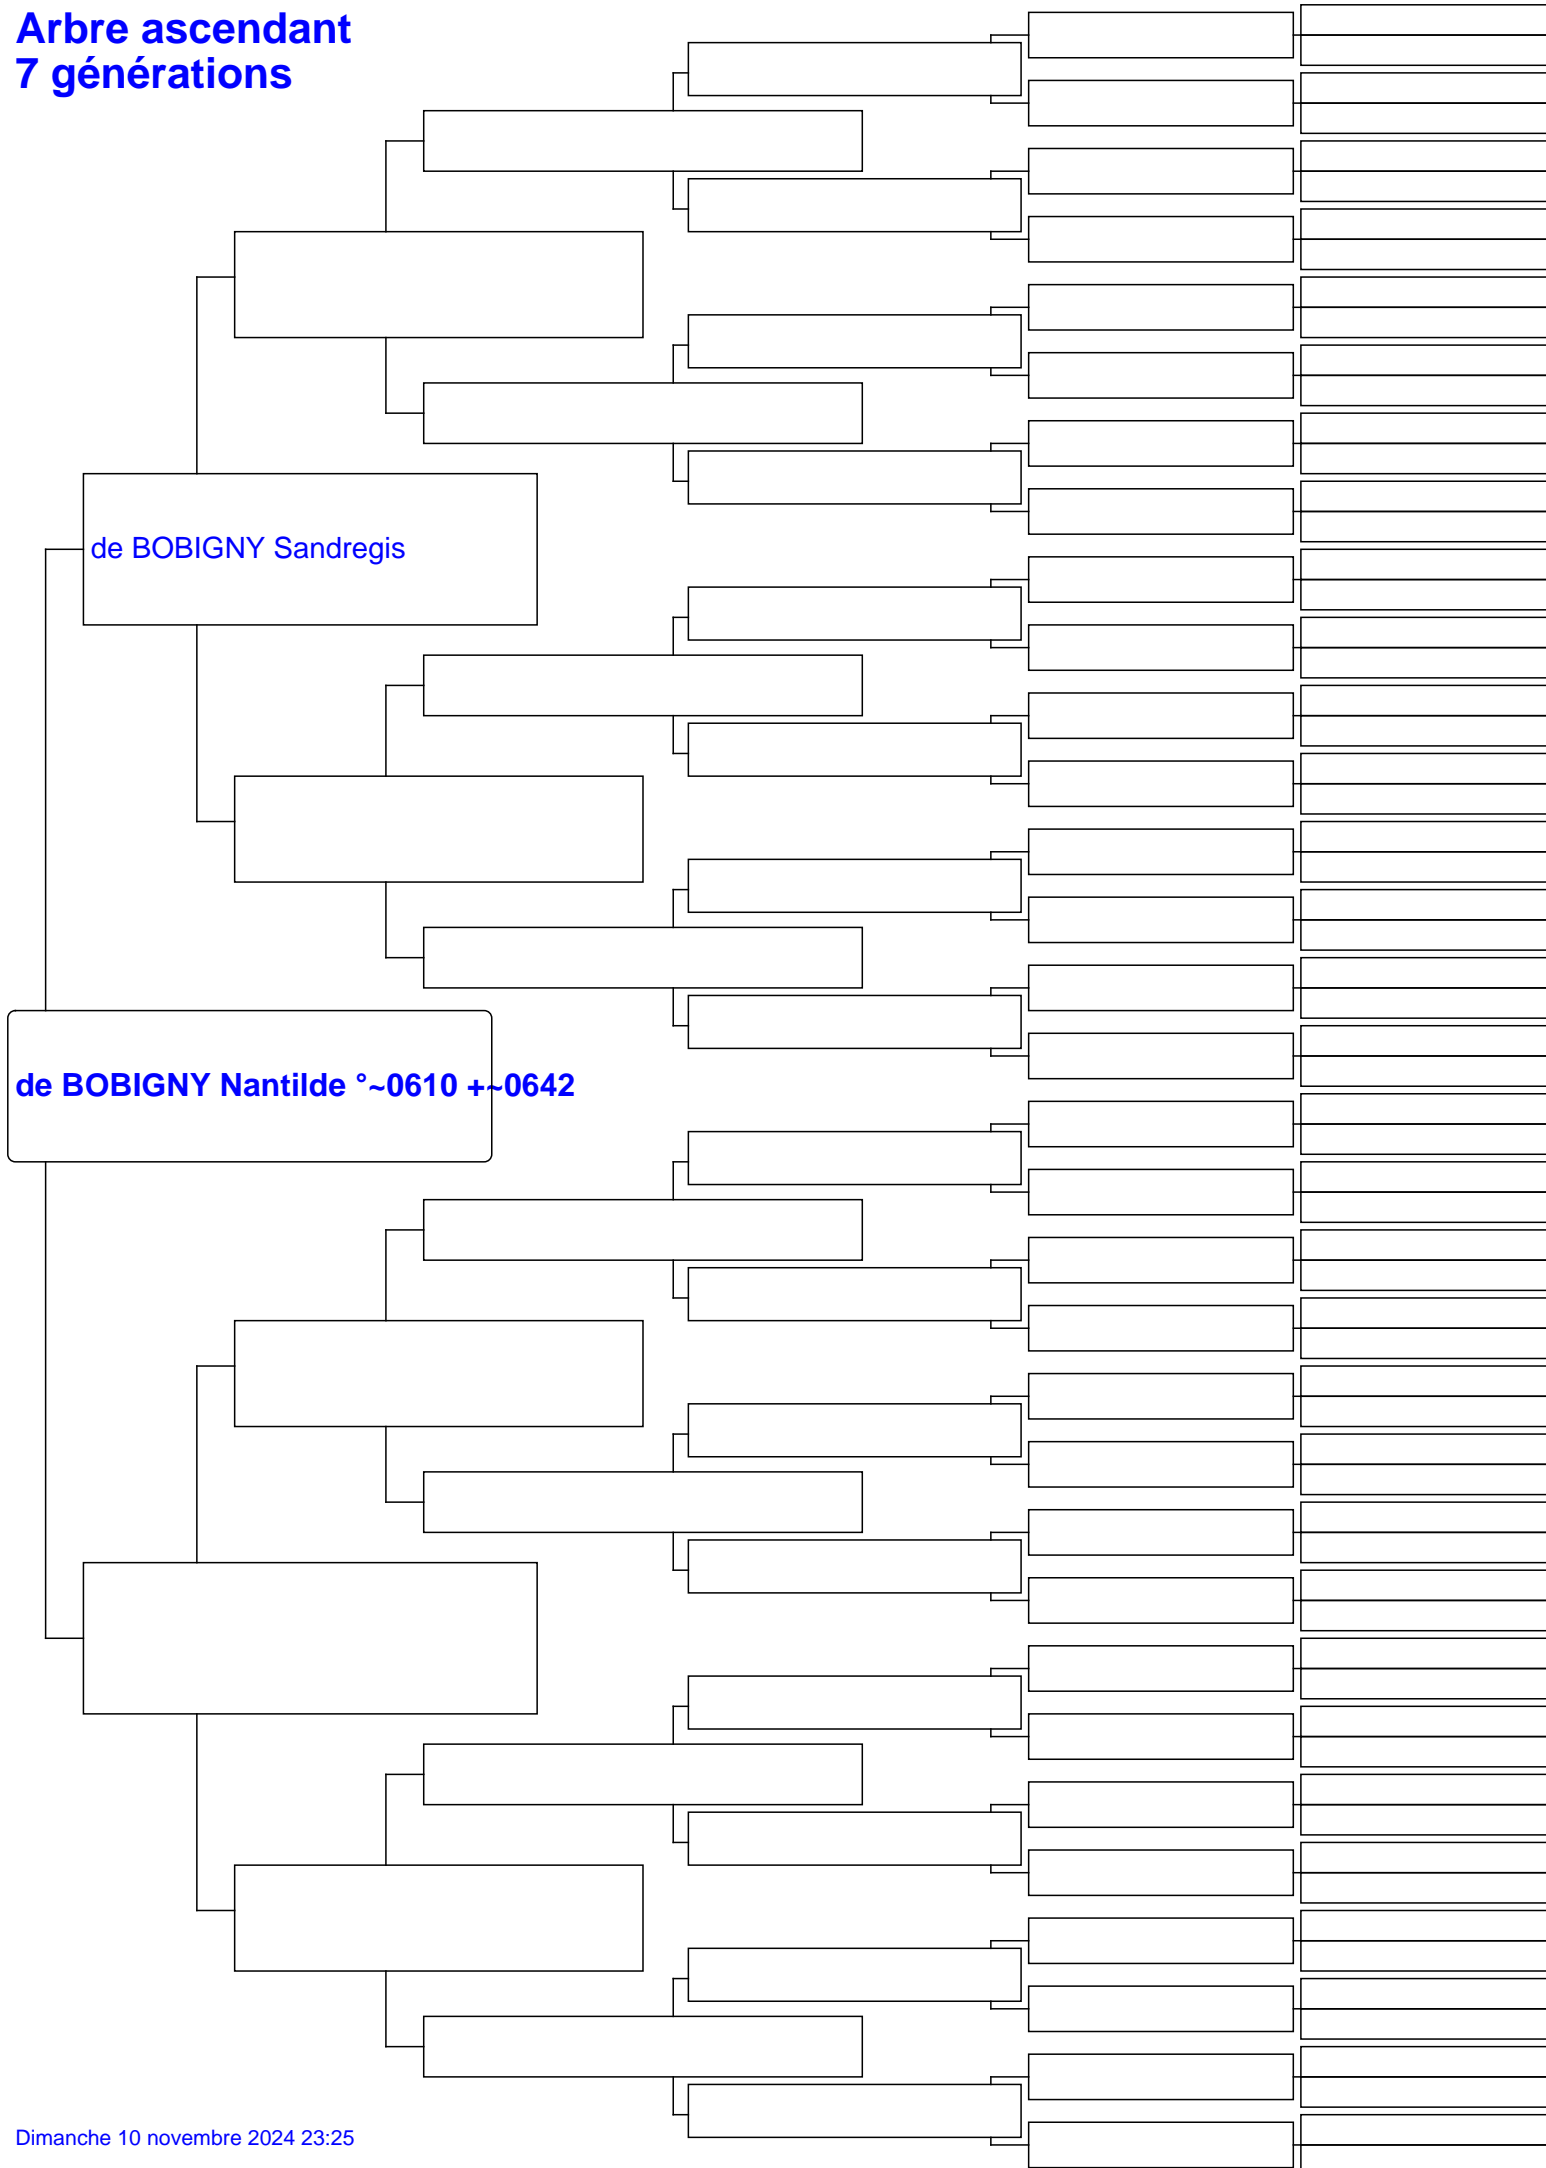 Arbre ascendant
7 générations
de BOBIGNY Sandregis
de BOBIGNY Nantilde °~0610 +~0642
Dimanche 10 novembre 2024 23:25